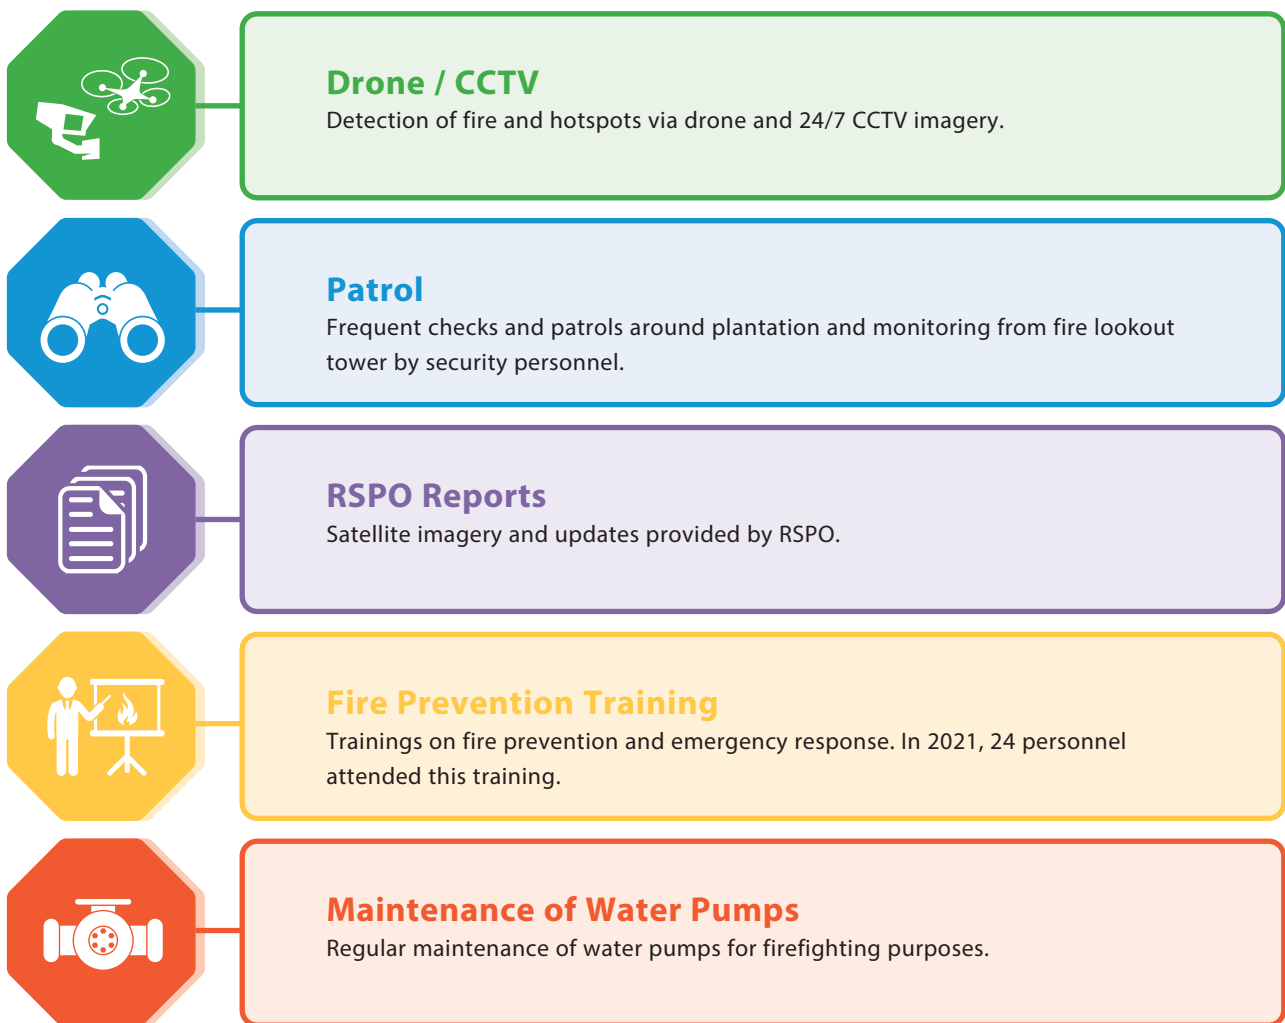 Drone / CCTV
Detection of fire and hotspots via drone and 24/7 CCTV imagery.
Patrol
Frequent checks and patrols around plantation and monitoring from fire lookout
tower by security personnel.
RSPO Reports
Satellite imagery and updates provided by RSPO.
Fire Prevention Training
Trainings on fire prevention and emergency response. In 2021, 24 personnel
attended this training.
Maintenance of Water Pumps
Regular maintenance of water pumps for firefighting purposes.